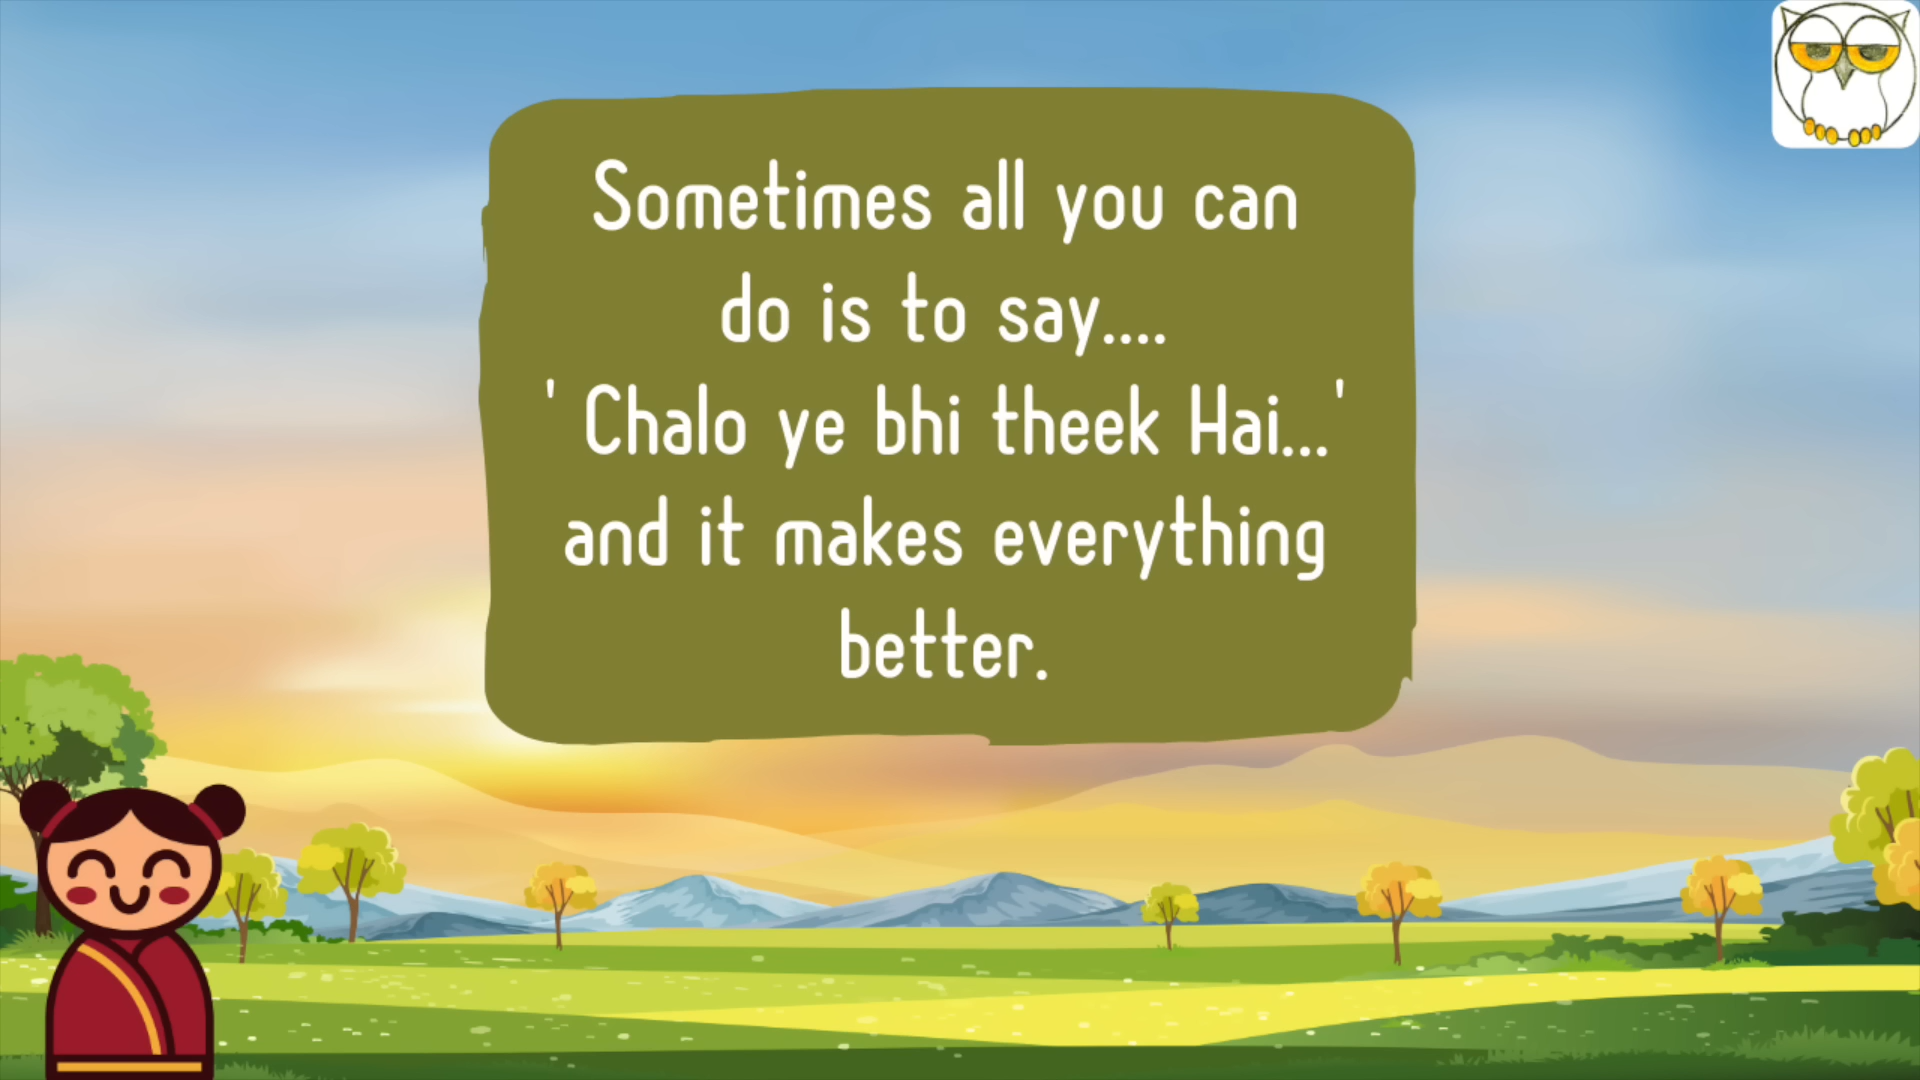 Sometimes all you can
do is to say....
' Chalo ye bhi theek Hai...'
and it makes everything
better.